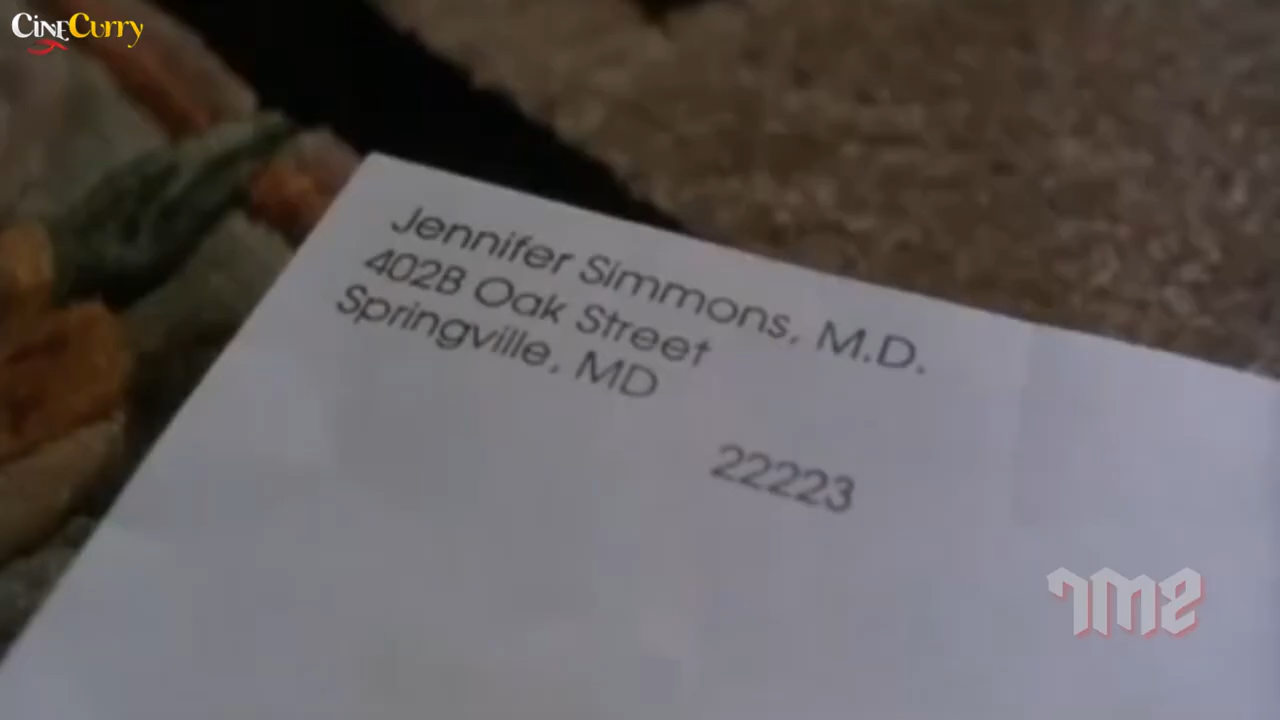 CINECURRY
Jennifer Simmons, M.D.
402B Oak Street
Springville, MD
22223